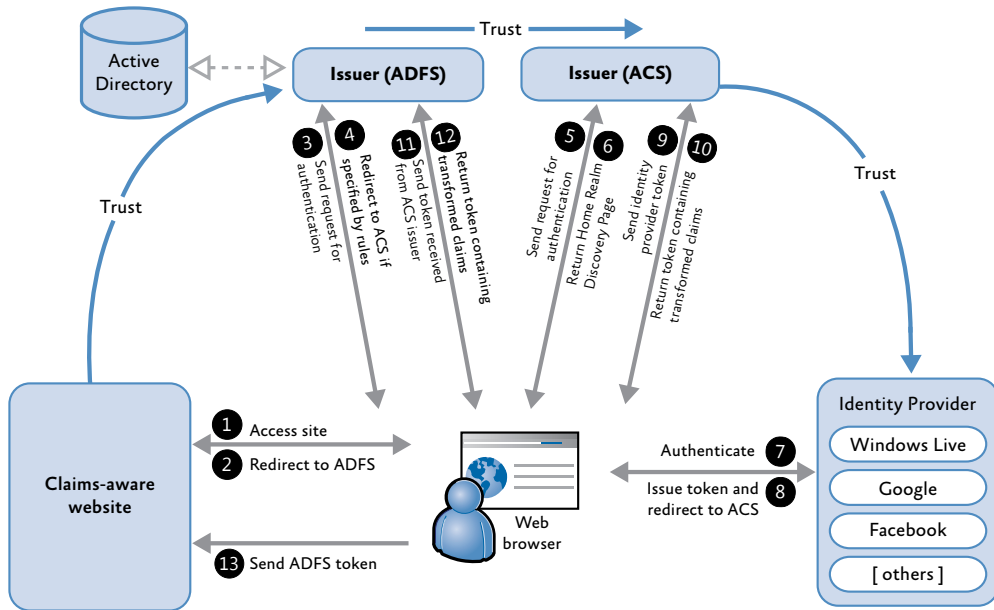 Trust
Active
Directory
Issuer (ADFS)
Issuer (ACS)
3
Send request for
authentication
4
Redirect to ACS if
specified by rules
11
Send token received
from ACS issuer
12
Return token containing
transformed claims
5
Send request for
authentication
6
Return Home Realm
Discovery Page
9
Send identity
provider token
10
Return token containing
transformed claims
Trust
Trust
Claims-aware
website
1
Access site
2
Redirect to ADFS
13
Send ADFS token
Web
browser
Authenticate
7
Issue token and
redirect to ACS
8
Identity Provider
Windows Live
Google
Facebook
[ others ]